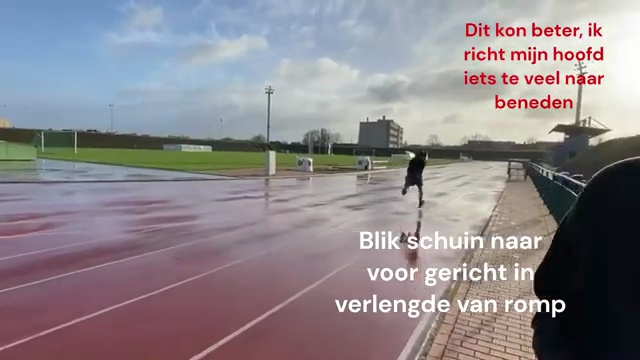 Dit kon beter, ik
richt mijn hoofd
iets te veel naar
beneden
Blik schuin naar
voor gericht in
verlengde van romp